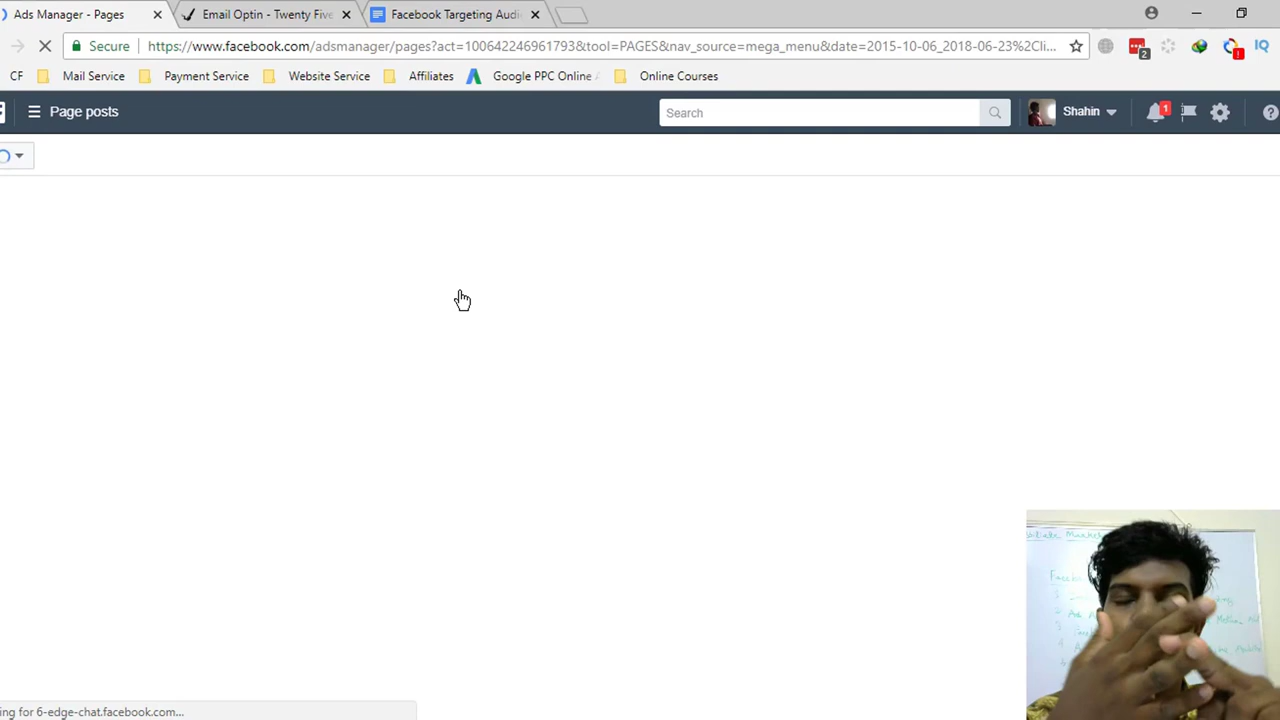 Ads Manager - Pages
Email Optin - Twenty Five
Facebook Targeting Audi
Secure
https://www.facebook.com/adsmanager/pages?act=100642246961793&tool=PAGES&nav_source=mega_menu&date=2015-10-06_2018-06-23%2Cli...
2
!
IQ
CF
Mail Service
Payment Service
Website Service
Affiliates
Google PPC Online
Online Courses
Page posts
Search
Shahin
1
ing for 6-edge-chat.facebook.com...